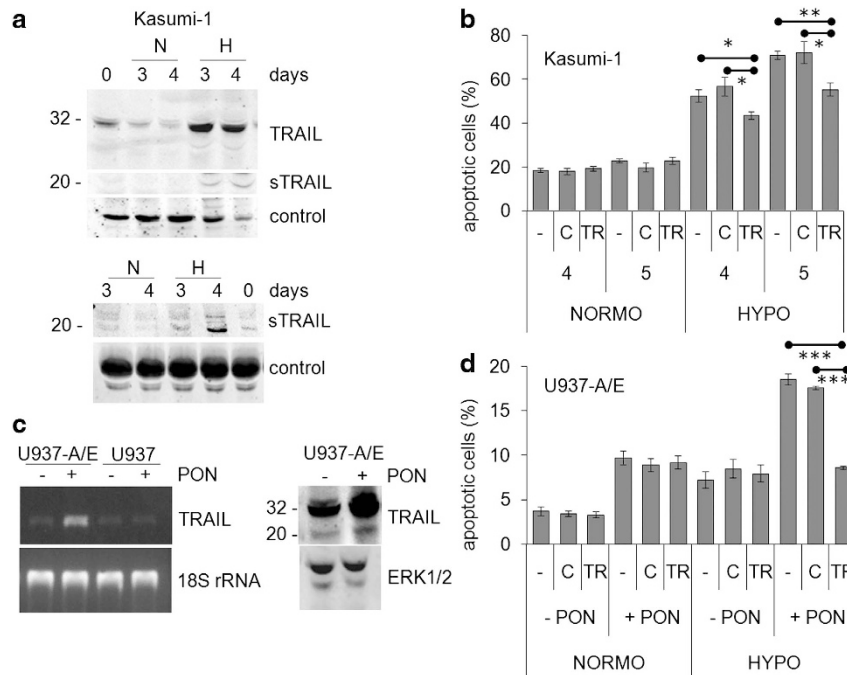 a
Kasumi-1
N H
0 3 4 3 4 days
32 -
TRAIL
20 -
sTRAIL
control
N H
3 4 3 4 0 days
20 -
sTRAIL
control
b
Kasumi-1
apoptotic cells (%)
80
60
40
20
0
* * ** *
- C TR - C TR - C TR - C TR
4 5 4 5
NORMO HYPO
c
U937-A/E U937
- + - + PON
TRAIL
18S rRNA
U937-A/E
- + PON
32 -
20 -
TRAIL
ERK1/2
d
U937-A/E
apoptotic cells (%)
20
15
10
5
0
*** ***
- C TR - C TR - C TR - C TR
- PON + PON - PON + PON
NORMO HYPO